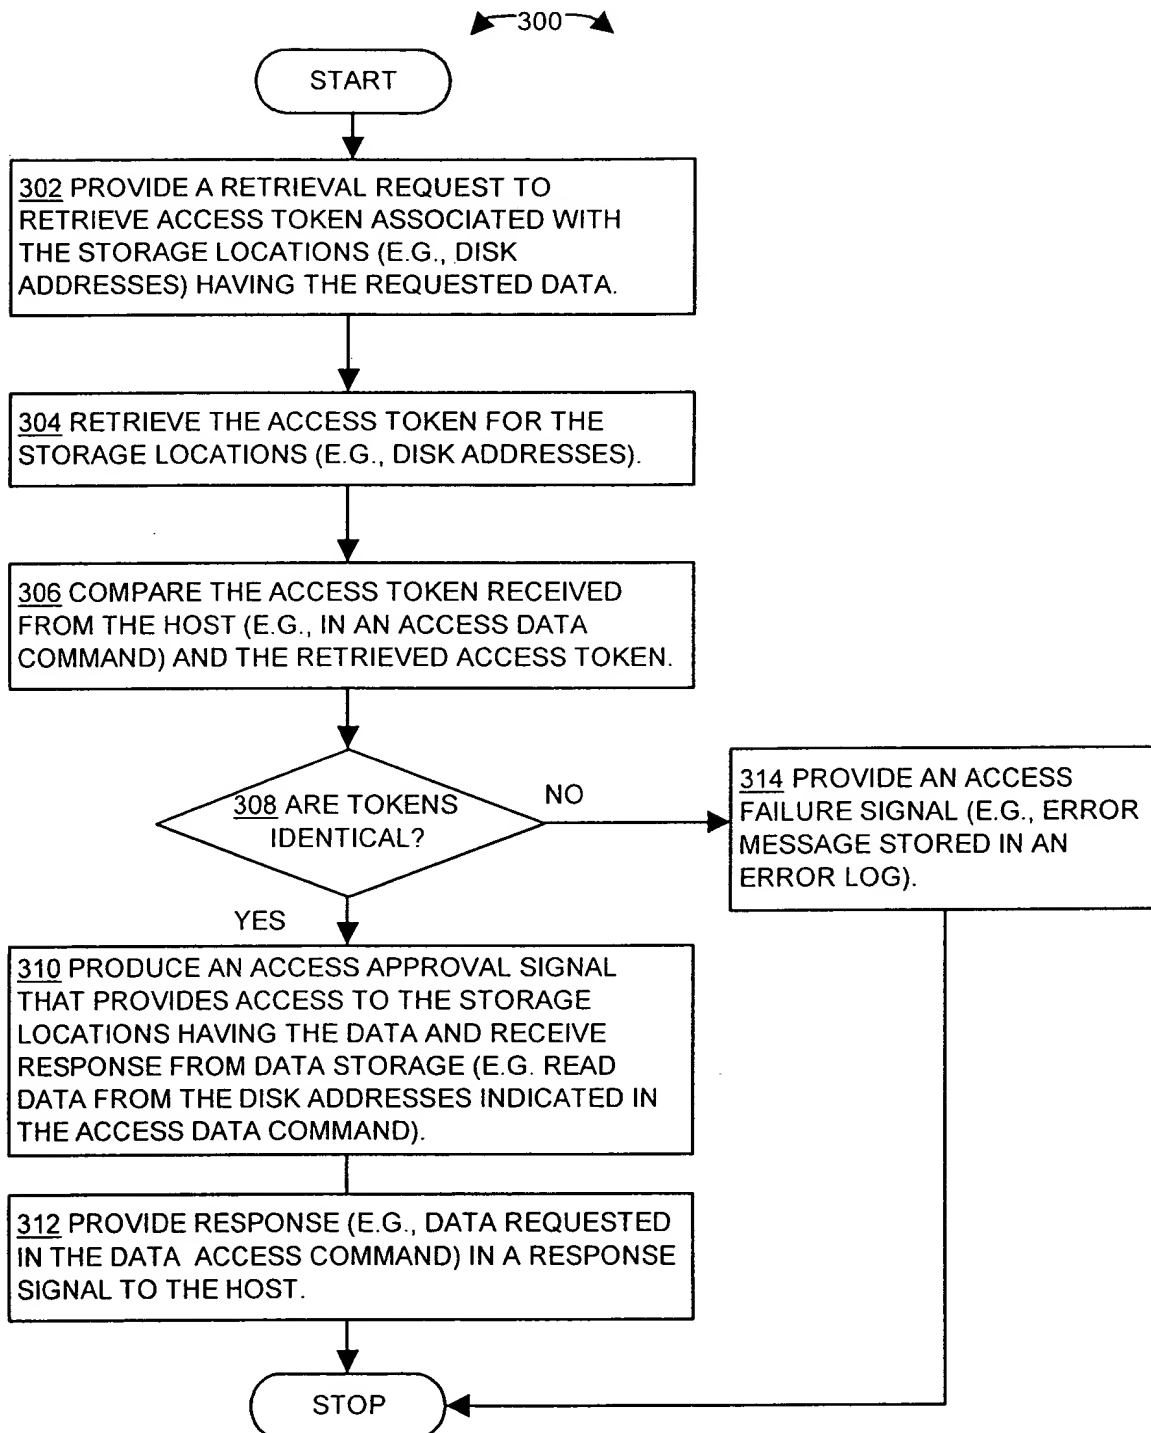 300
START
302 PROVIDE A RETRIEVAL REQUEST TO
RETRIEVE ACCESS TOKEN ASSOCIATED WITH
THE STORAGE LOCATIONS (E.G., DISK
ADDRESSES) HAVING THE REQUESTED DATA.
304 RETRIEVE THE ACCESS TOKEN FOR THE
STORAGE LOCATIONS (E.G., DISK ADDRESSES).
306 COMPARE THE ACCESS TOKEN RECEIVED
FROM THE HOST (E.G., IN AN ACCESS DATA
COMMAND) AND THE RETRIEVED ACCESS TOKEN.
308 ARE TOKENS
IDENTICAL?
NO
314 PROVIDE AN ACCESS
FAILURE SIGNAL (E.G., ERROR
MESSAGE STORED IN AN
ERROR LOG).
YES
310 PRODUCE AN ACCESS APPROVAL SIGNAL
THAT PROVIDES ACCESS TO THE STORAGE
LOCATIONS HAVING THE DATA AND RECEIVE
RESPONSE FROM DATA STORAGE (E.G. READ
DATA FROM THE DISK ADDRESSES INDICATED IN
THE ACCESS DATA COMMAND).
312 PROVIDE RESPONSE (E.G., DATA REQUESTED
IN THE DATA ACCESS COMMAND) IN A RESPONSE
SIGNAL TO THE HOST.
STOP